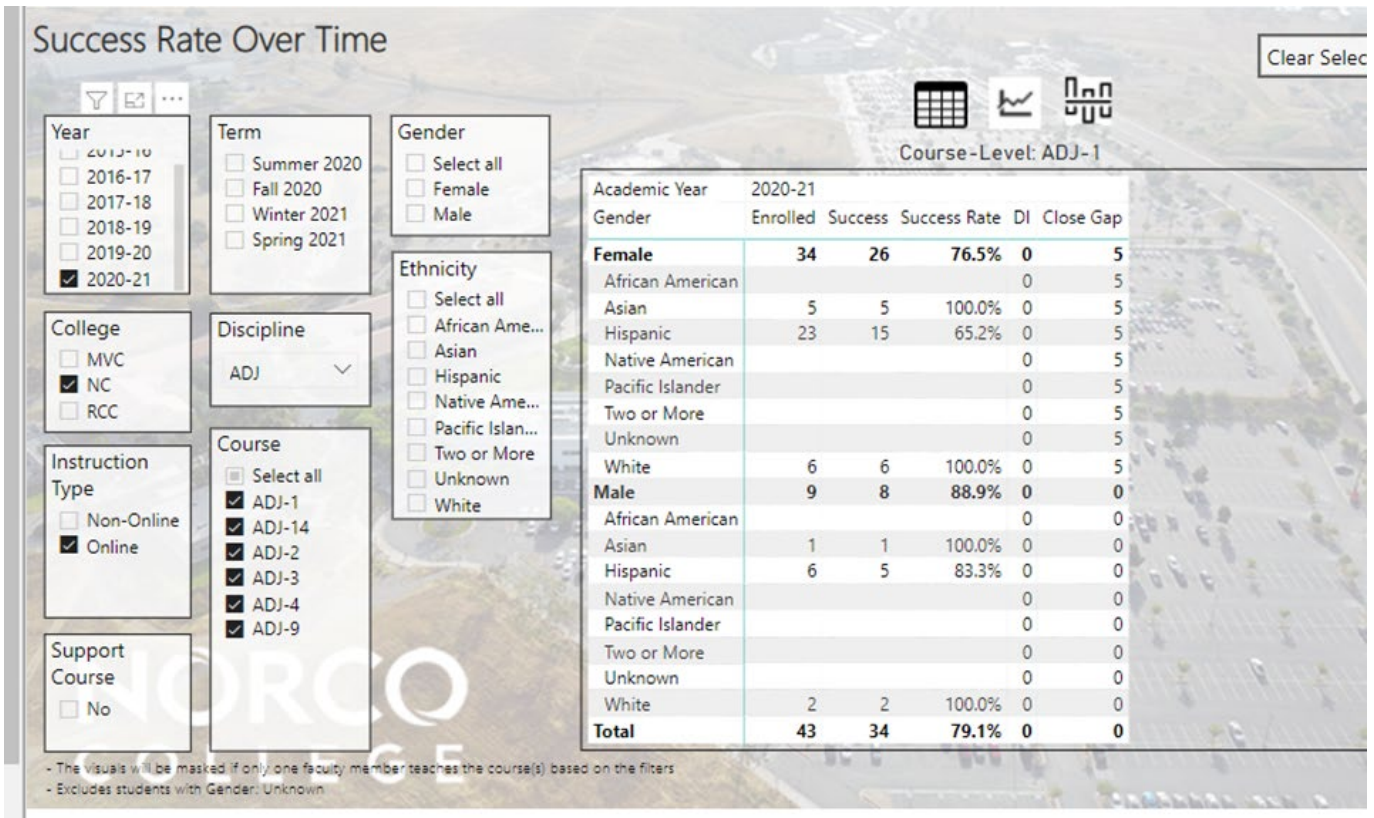 Success Rate Over Time
Clear Selec
Year
2015-16
2016-17
2017-18
2018-19
2019-20
2020-21
Term
Summer 2020
Fall 2020
Winter 2021
Spring 2021
Gender
Select all
Female
Male
College
MVC
NC
RCC
Discipline
ADJ
Ethnicity
Select all
African Ame...
Asian
Hispanic
Native Ame...
Pacific Islan...
Two or More
Unknown
White
Instruction
Type
Non-Online
Online
Course
Select all
ADJ-1
ADJ-14
ADJ-2
ADJ-3
ADJ-4
ADJ-9
Support
Course
No
Course-Level: ADJ-1
Academic Year 2020-21
Gender Enrolled Success Success Rate DI Close Gap
Female 34 26 76.5% 0 5
African American 0 5
Asian 5 5 100.0% 0 5
Hispanic 23 15 65.2% 0 5
Native American 0 5
Pacific Islander 0 5
Two or More 0 5
Unknown 0 5
White 6 6 100.0% 0 5
Male 9 8 88.9% 0 0
African American 0 0
Asian 1 1 100.0% 0 0
Hispanic 6 5 83.3% 0 0
Native American 0 0
Pacific Islander 0 0
Two or More 0 0
Unknown 0 0
White 2 2 100.0% 0 0
Total 43 34 79.1% 0 0
NORCO
COLLEGE
- The visuals will be masked if only one faculty member teaches the course(s) based on the filters
- Excludes students with Gender: Unknown